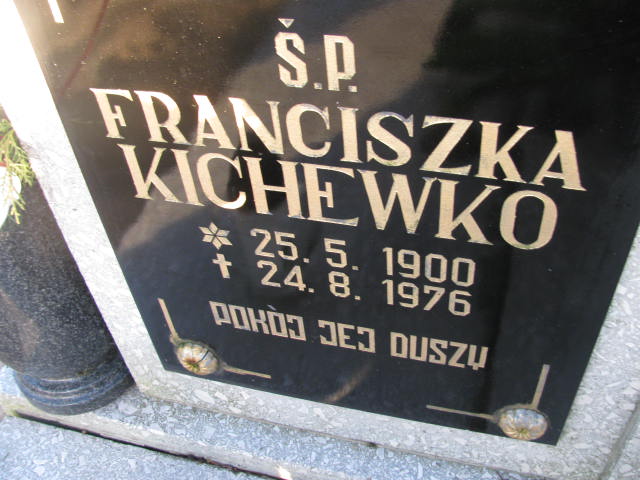 Ś.P.
FRANCISZKA
KICHEWKO
25. 5. 1900
✝ 24. 8. 1976
POKÓJ JEJ DUSZY